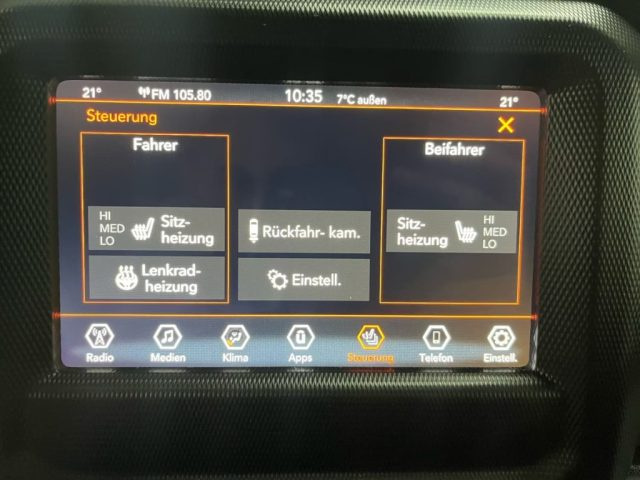 21° FM 105.80 10:35 7°C außen 21°
Steuerung
Fahrer
Beifahrer
HI
MED
LO
Sitz-
heizung
Lenkrad-
heizung
Rückfahr- kam.
Einstell.
Sitz-
heizung
HI
MED
LO
Radio Medien Klima Apps Steuerung Telefon Einstell.